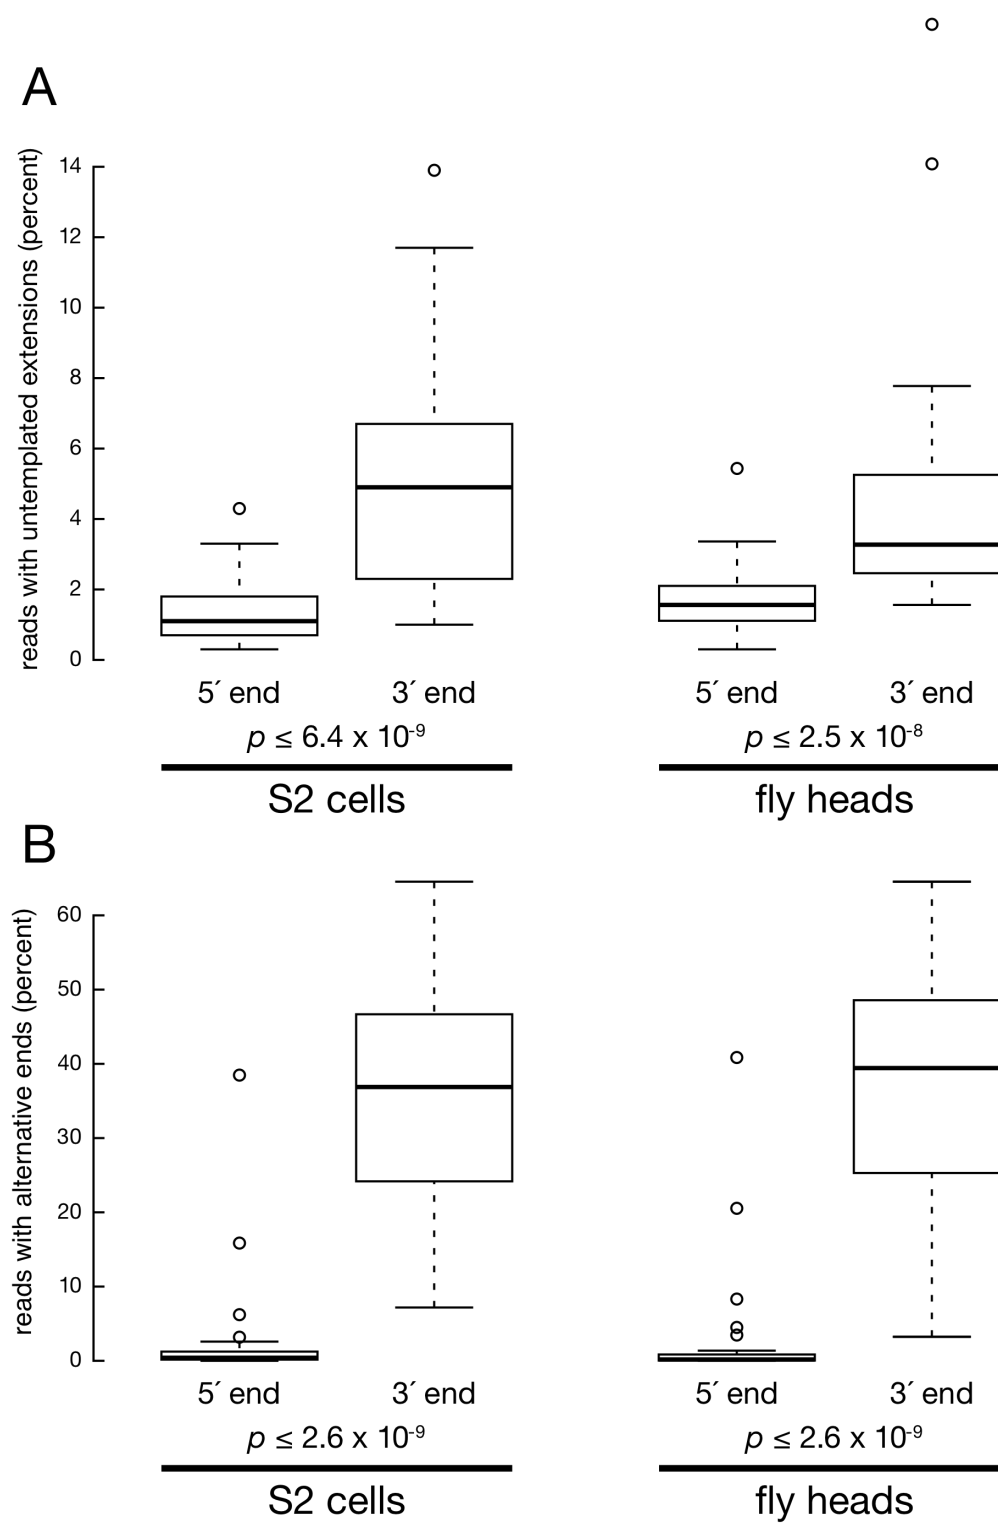 A
reads with untemplated extensions (percent)
14
12
10
8
6
4
2
0
5´ end 3´ end 5´ end 3´ end
p ≤ 6.4 x 10⁻⁹ p ≤ 2.5 x 10⁻⁸
S2 cells fly heads
B
reads with alternative ends (percent)
60
50
40
30
20
10
0
5´ end 3´ end 5´ end 3´ end
p ≤ 2.6 x 10⁻⁹ p ≤ 2.6 x 10⁻⁹
S2 cells fly heads